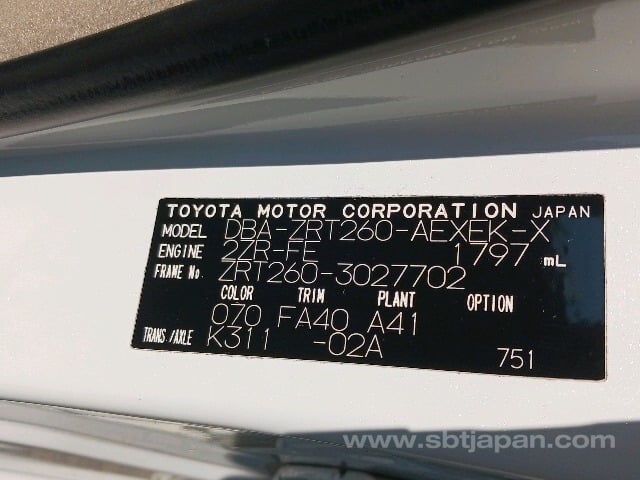 TOYOTA MOTOR CORPORATION JAPAN
MODEL DBA-ZRT260-AEXEK-X
ENGINE 2ZR-FE 1797 mL
FRAME No. ZRT260-3027702
COLOR TRIM PLANT OPTION
070 FA40 A41
TRANS/AXLE K311 -02A
751
www.sbtjapan.com